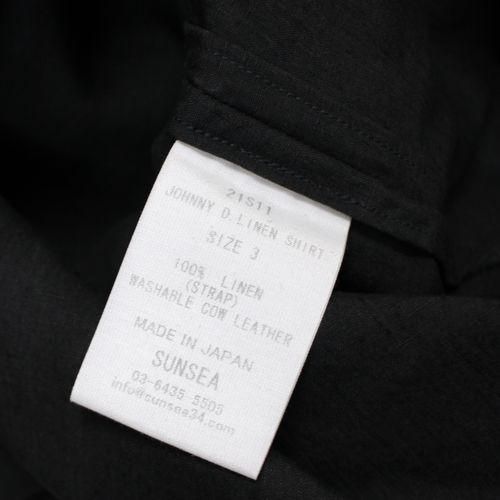 21S11
JOHNNY D.LINEN SHIRT
SIZE 3
100% LINEN
(STRAP)
WASHABLE COW LEATHER
MADE IN JAPAN
SUNSEA
03-6435-5505
info@sunsea34.com